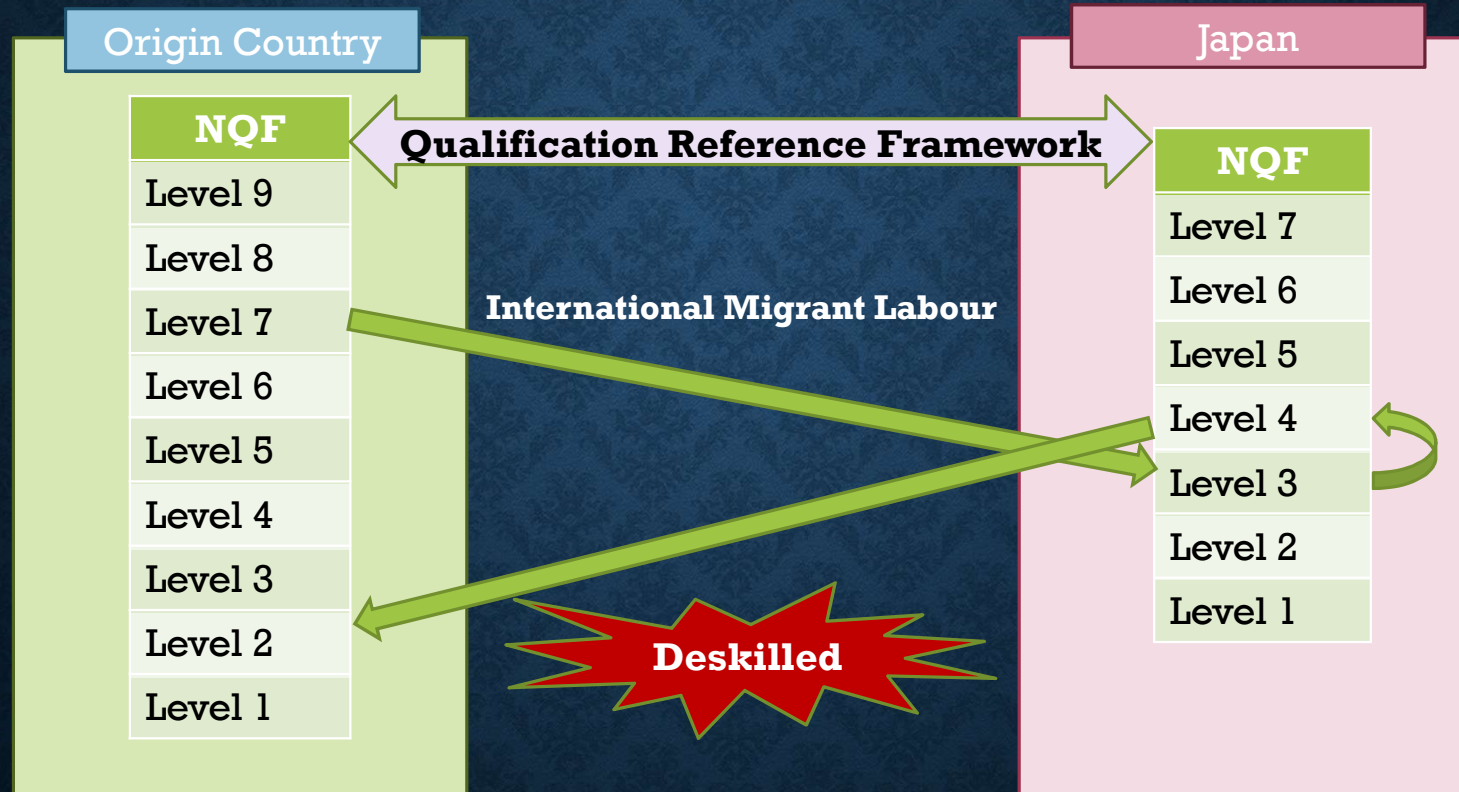 Origin Country
NQF
Level 9
Level 8
Level 7
Level 6
Level 5
Level 4
Level 3
Level 2
Level 1
Qualification Reference Framework
International Migrant Labour
Deskilled
Japan
NQF
Level 7
Level 6
Level 5
Level 4
Level 3
Level 2
Level 1